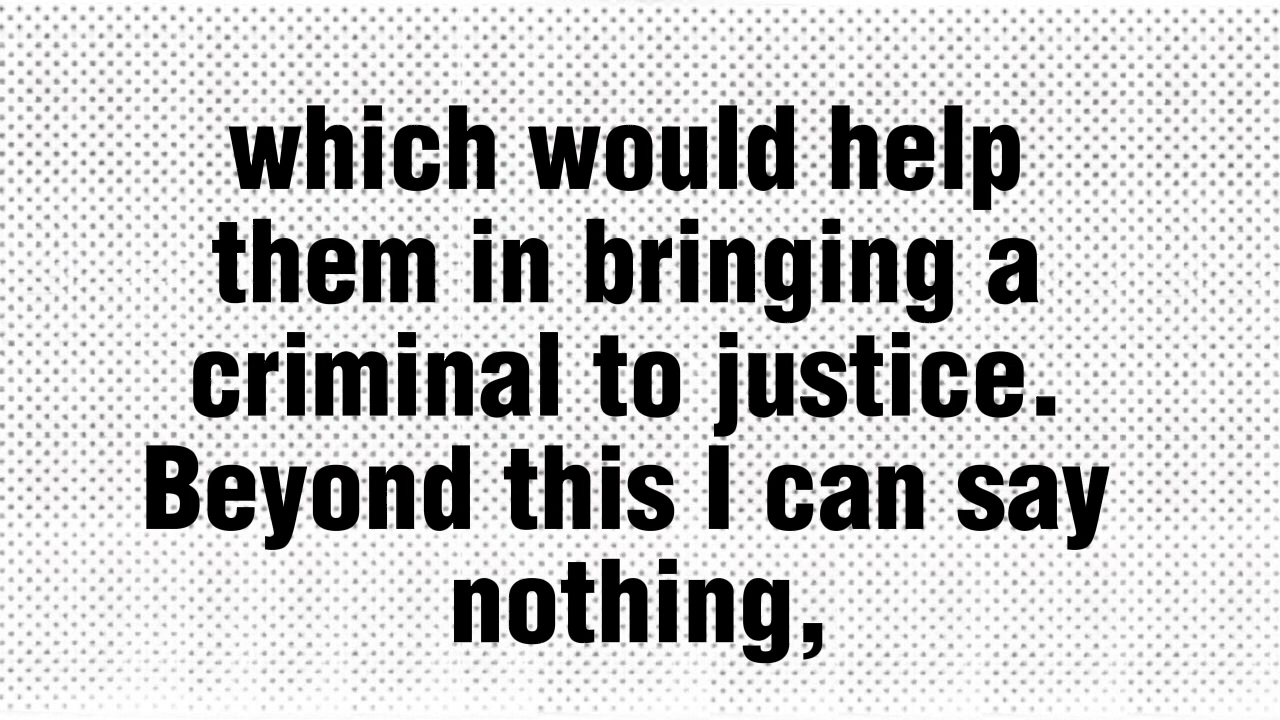 which would help
them in bringing a
criminal to justice.
Beyond this I can say
nothing,